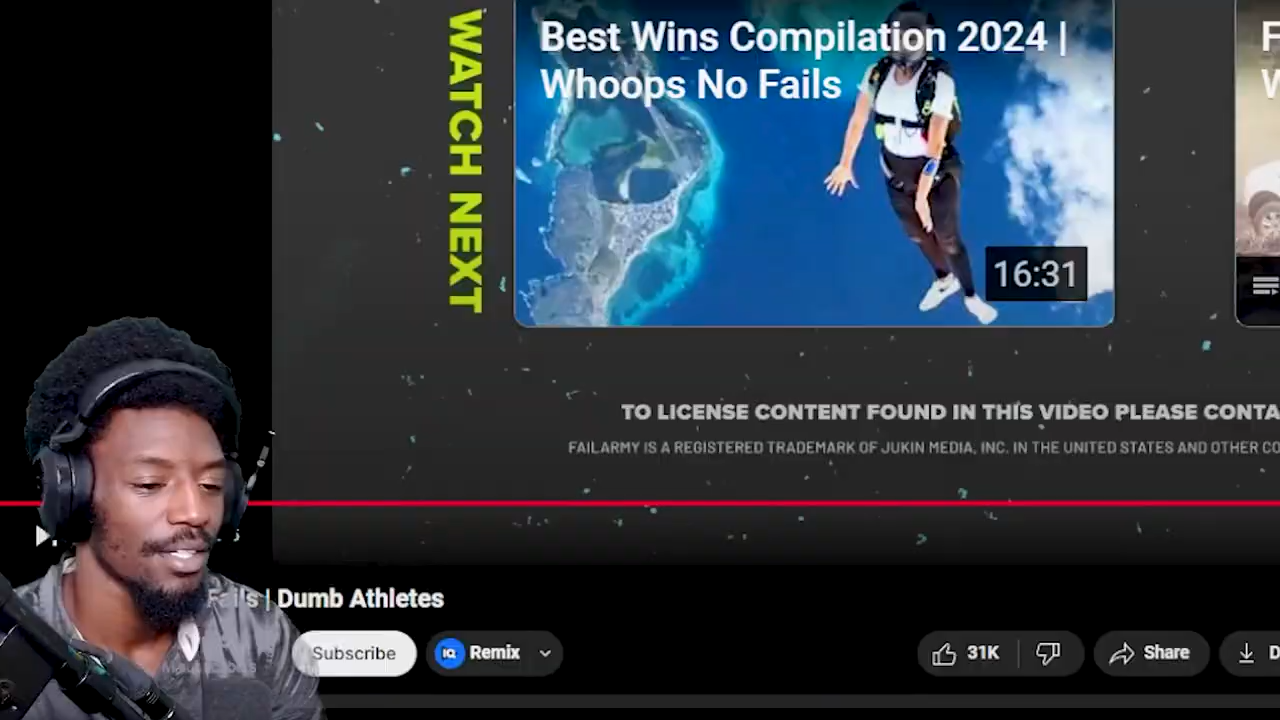 WATCH NEXT
Best Wins Compilation 2024 |
Whoops No Fails
16:31
F
W
TO LICENSE CONTENT FOUND IN THIS VIDEO PLEASE CONTA
FAILARMY IS A REGISTERED TRADEMARK OF JUKIN MEDIA, INC. IN THE UNITED STATES AND OTHER CO
Fails | Dumb Athletes
Subscribe
IQ Remix
31K
Share
D